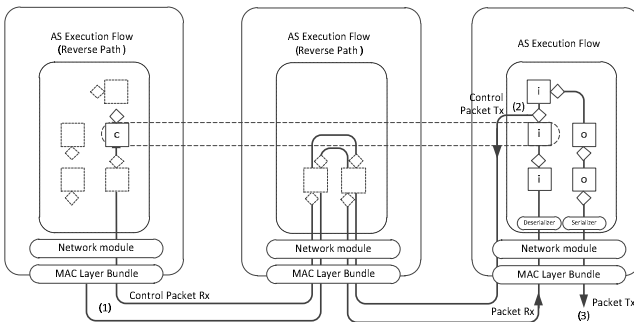 AS Execution Flow
(Reverse Path)
AS Execution Flow
(Reverse Path)
AS Execution Flow
i
Control
Packet Tx
(2)
c
i
o
i
o
Deserializer
Serializer
Network module
Network module
Network module
MAC Layer Bundle
MAC Layer Bundle
MAC Layer Bundle
(1)
Control Packet Rx
Packet Rx
Packet Tx
(3)